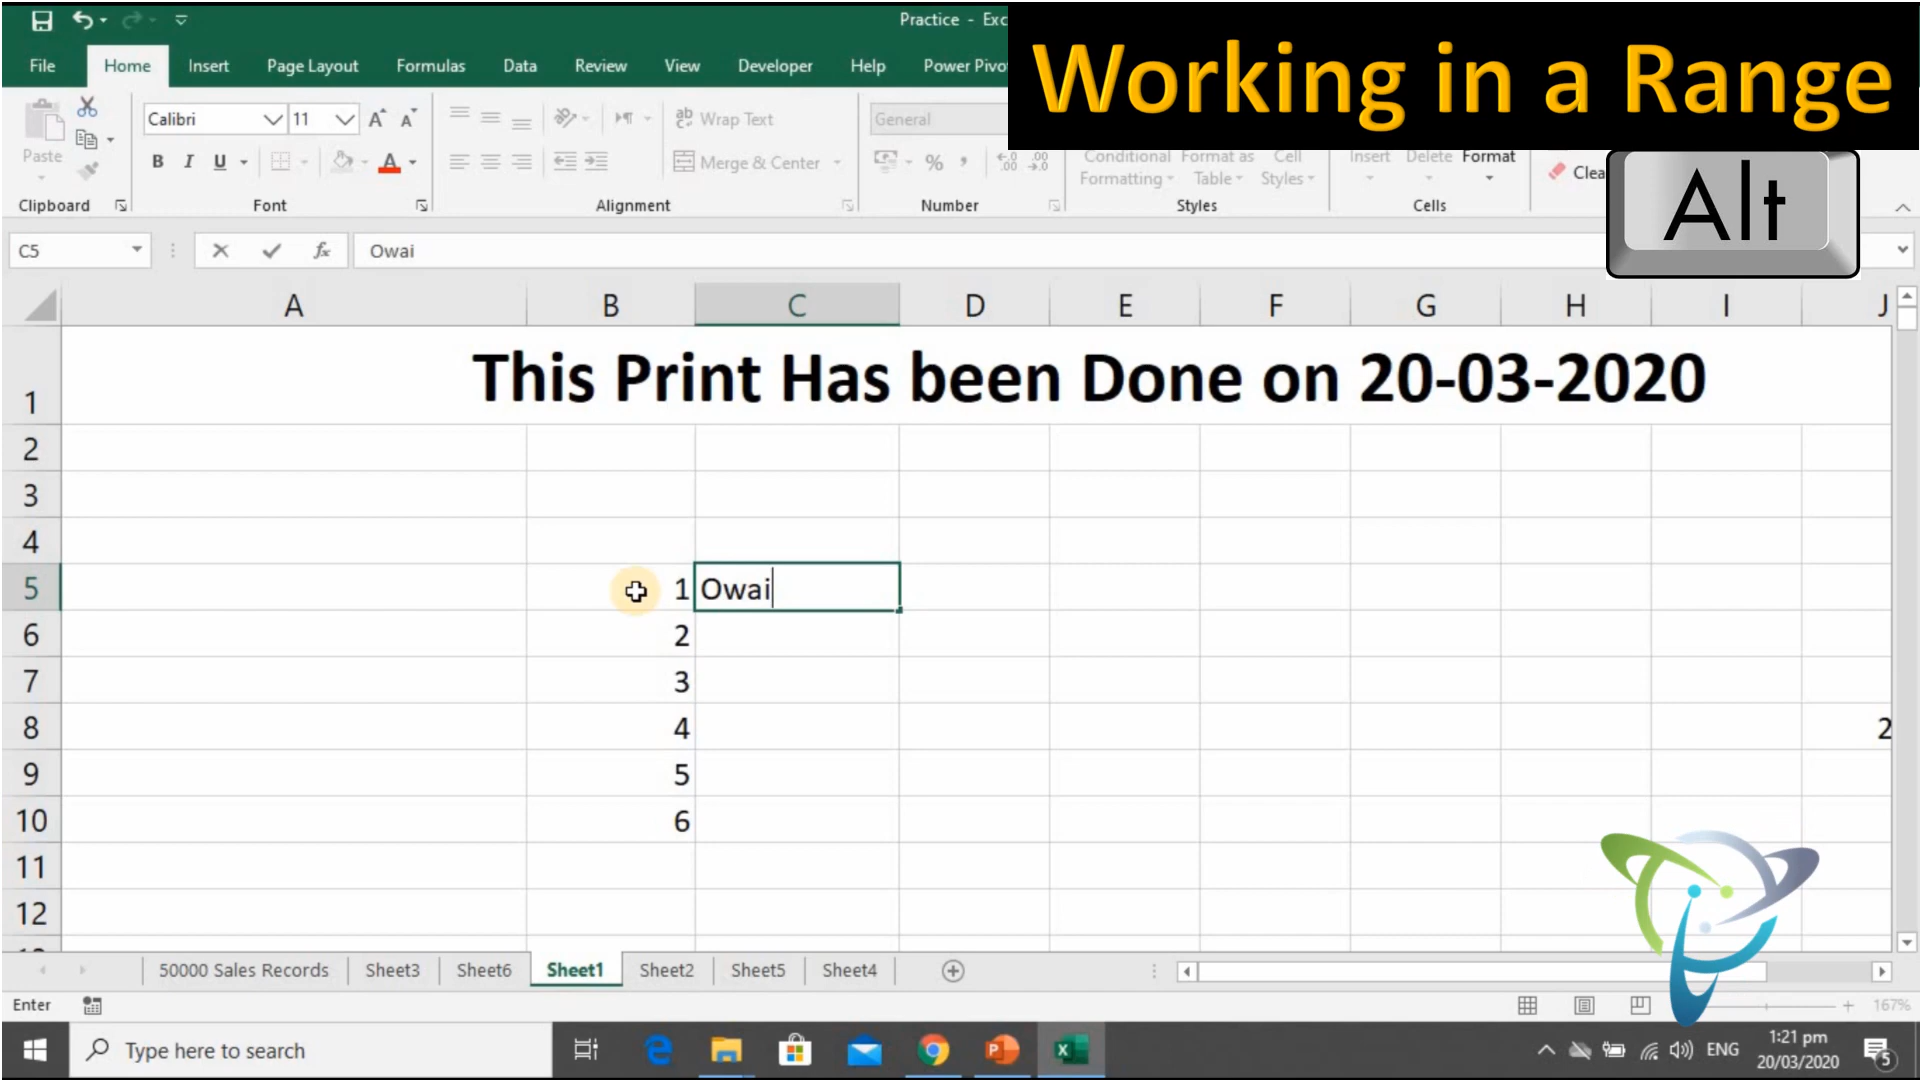 Practice - Exc
Working in a Range
File Home Insert Page Layout Formulas Data Review View Developer Help Power Pivo
Alt
Paste
Calibri 11
B I U A
Wrap Text
Merge & Center
General
%
Conditional Formatting
Format as Table
Cell Styles
Insert Delete Format
Clea
Clipboard Font Alignment Number Styles Cells
C5 fx Owai
A B C D E F G H I J
1 This Print Has been Done on 20-03-2020
2
3
4
5 1 Owai
6 2
7 3
8 4 2
9 5
10 6
11
12
50000 Sales Records Sheet3 Sheet6 Sheet1 Sheet2 Sheet5 Sheet4
Enter 167%
Type here to search
ENG
1:21 pm
20/03/2020
5